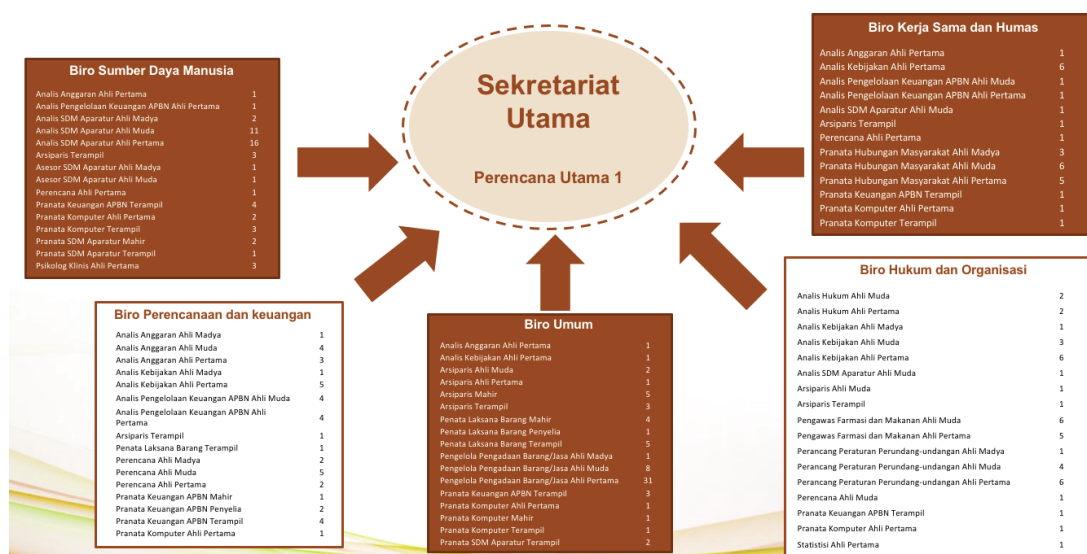 Sekretariat
Utama
Perencana Utama 1
Biro Sumber Daya Manusia
Analis Anggaran Ahli Pertama 1
Analis Pengelolaan Keuangan APBN Ahli Pertama 1
Analis SDM Aparatur Ahli Madya 2
Analis SDM Aparatur Ahli Muda 11
Analis SDM Aparatur Ahli Pertama 16
Arsiparis Terampil 3
Asesor SDM Aparatur Ahli Madya 1
Asesor SDM Aparatur Ahli Muda 1
Perencana Ahli Pertama 1
Pranata Keuangan APBN Terampil 4
Pranata Komputer Ahli Pertama 2
Pranata Komputer Terampil 3
Pranata SDM Aparatur Mahir 2
Pranata SDM Aparatur Terampil 1
Psikolog Klinis Ahli Pertama 3
Biro Kerja Sama dan Humas
Analis Anggaran Ahli Pertama 1
Analis Kebijakan Ahli Pertama 6
Analis Pengelolaan Keuangan APBN Ahli Muda 1
Analis Pengelolaan Keuangan APBN Ahli Pertama 1
Analis SDM Aparatur Ahli Muda 1
Arsiparis Terampil 1
Perencana Ahli Pertama 1
Pranata Hubungan Masyarakat Ahli Madya 3
Pranata Hubungan Masyarakat Ahli Muda 6
Pranata Hubungan Masyarakat Ahli Pertama 5
Pranata Keuangan APBN Terampil 1
Pranata Komputer Ahli Pertama 1
Pranata Komputer Terampil 1
Biro Perencanaan dan keuangan
Analis Anggaran Ahli Madya 1
Analis Anggaran Ahli Muda 4
Analis Anggaran Ahli Pertama 3
Analis Kebijakan Ahli Madya 1
Analis Kebijakan Ahli Pertama 5
Analis Pengelolaan Keuangan APBN Ahli Muda 4
Analis Pengelolaan Keuangan APBN Ahli
Pertama 4
Arsiparis Terampil 1
Penata Laksana Barang Terampil 1
Perencana Ahli Madya 2
Perencana Ahli Muda 5
Perencana Ahli Pertama 2
Pranata Keuangan APBN Mahir 1
Pranata Keuangan APBN Penyelia 2
Pranata Keuangan APBN Terampil 4
Pranata Komputer Ahli Pertama 1
Biro Umum
Analis Anggaran Ahli Pertama 1
Analis Kebijakan Ahli Pertama 1
Arsiparis Ahli Muda 2
Arsiparis Ahli Pertama 1
Arsiparis Mahir 5
Arsiparis Terampil 3
Penata Laksana Barang Mahir 4
Penata Laksana Barang Penyelia 1
Penata Laksana Barang Terampil 5
Pengelola Pengadaan Barang/Jasa Ahli Madya 1
Pengelola Pengadaan Barang/Jasa Ahli Muda 8
Pengelola Pengadaan Barang/Jasa Ahli Pertama 31
Pranata Keuangan APBN Terampil 3
Pranata Komputer Ahli Pertama 1
Pranata Komputer Mahir 1
Pranata Komputer Terampil 1
Pranata SDM Aparatur Terampil 2
Biro Hukum dan Organisasi
Analis Hukum Ahli Muda 2
Analis Hukum Ahli Pertama 2
Analis Kebijakan Ahli Madya 1
Analis Kebijakan Ahli Muda 3
Analis Kebijakan Ahli Pertama 6
Analis SDM Aparatur Ahli Muda 1
Arsiparis Ahli Muda 1
Arsiparis Terampil 1
Pengawas Farmasi dan Makanan Ahli Muda 6
Pengawas Farmasi dan Makanan Ahli Pertama 5
Perancang Peraturan Perundang-undangan Ahli Madya 1
Perancang Peraturan Perundang-undangan Ahli Muda 4
Perancang Peraturan Perundang-undangan Ahli Pertama 6
Perencana Ahli Muda 1
Pranata Keuangan APBN Terampil 1
Pranata Komputer Ahli Pertama 1
Statistisi Ahli Pertama 1